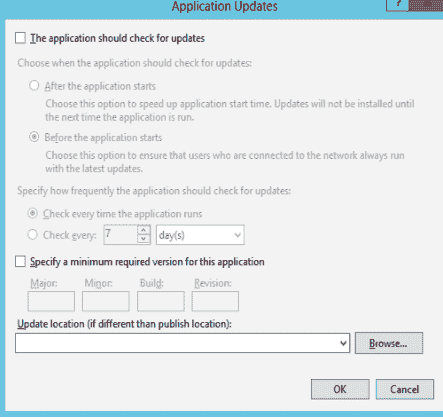 Application Updates
?
The application should check for updates
Choose when the application should check for updates:
After the application starts
Choose this option to speed up application start time. Updates will not be installed until
the next time the application is run.
Before the application starts
Choose this option to ensure that users who are connected to the network always run
with the latest updates.
Specify how frequently the application should check for updates:
Check every time the application runs
Check every: 7 day(s)
Specify a minimum required version for this application
Major: Minor: Build: Revision:
Update location (if different than publish location):
Browse...
OK Cancel